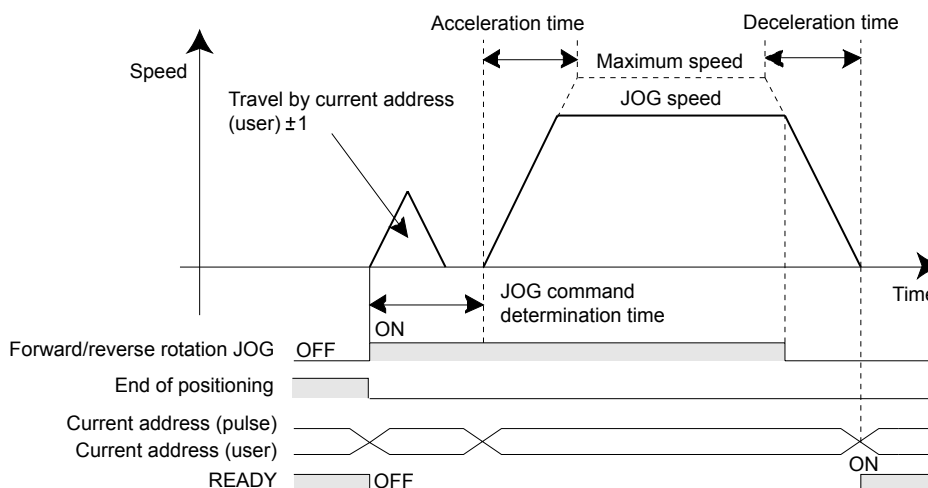 Acceleration time
Deceleration time
Speed
Maximum speed
JOG speed
Travel by current address
(user) ±1
Time
JOG command
determination time
ON
Forward/reverse rotation JOG
OFF
End of positioning
Current address (pulse)
Current address (user)
ON
READY
OFF